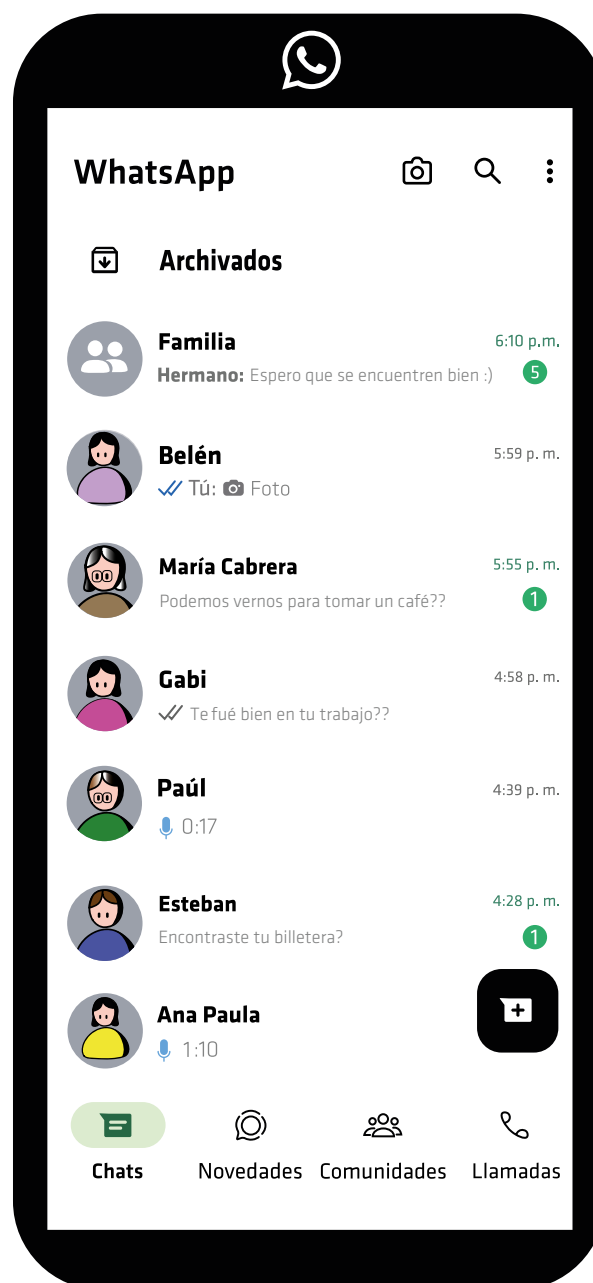 WhatsApp
Archivados
Familia 6:10 p.m.
Hermano: Espero que se encuentren bien :) 5
Belén 5:59 p. m.
Tú: Foto
María Cabrera 5:55 p. m.
Podemos vernos para tomar un café?? 1
Gabi 4:58 p. m.
Te fué bien en tu trabajo??
Paúl 4:39 p. m.
0:17
Esteban 4:28 p. m.
Encontraste tu billetera? 1
Ana Paula
1:10
Chats Novedades Comunidades Llamadas